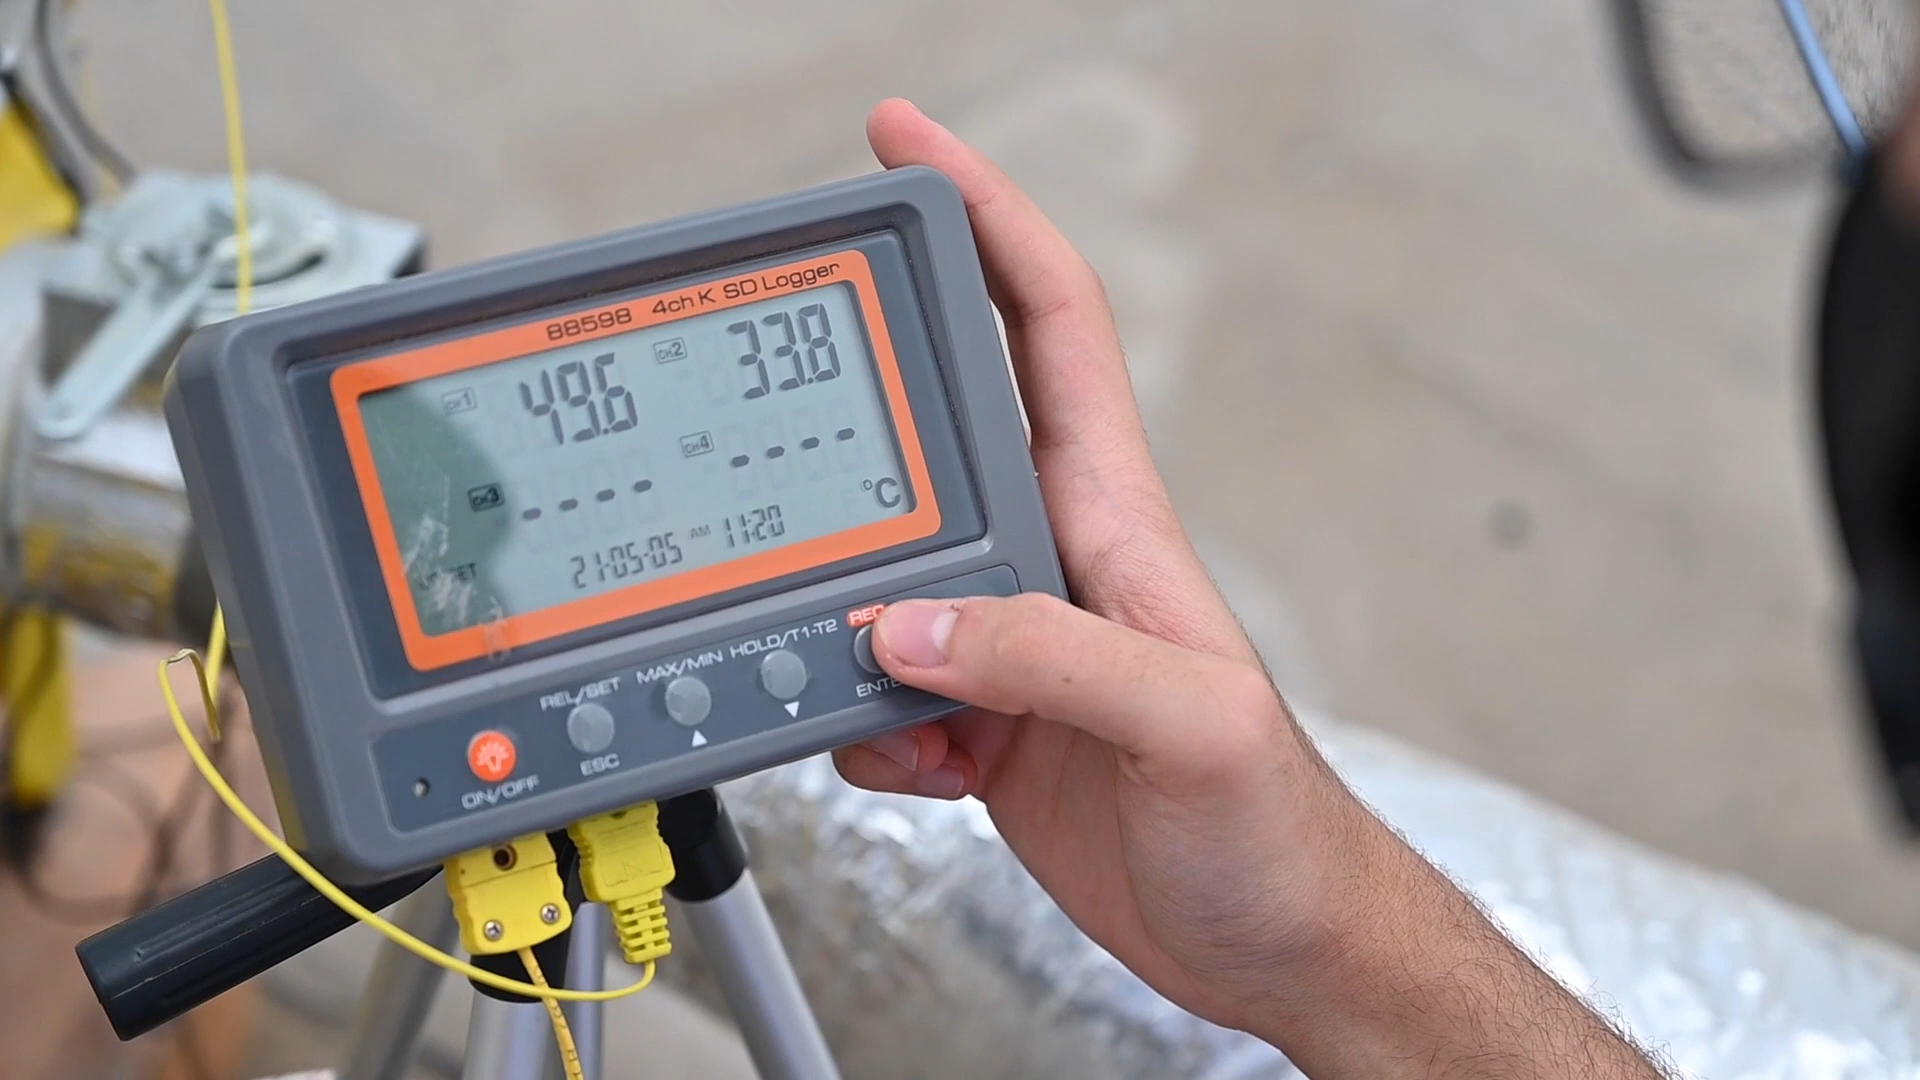 88598 4ch K SD Logger
CH1 49.6 CH2 33.8
CH3 ---- CH4 ----
°C
21-05-05 AM 11:20
REC
REL/SET MAX/MIN HOLD/T1-T2
ESC
ON/OFF